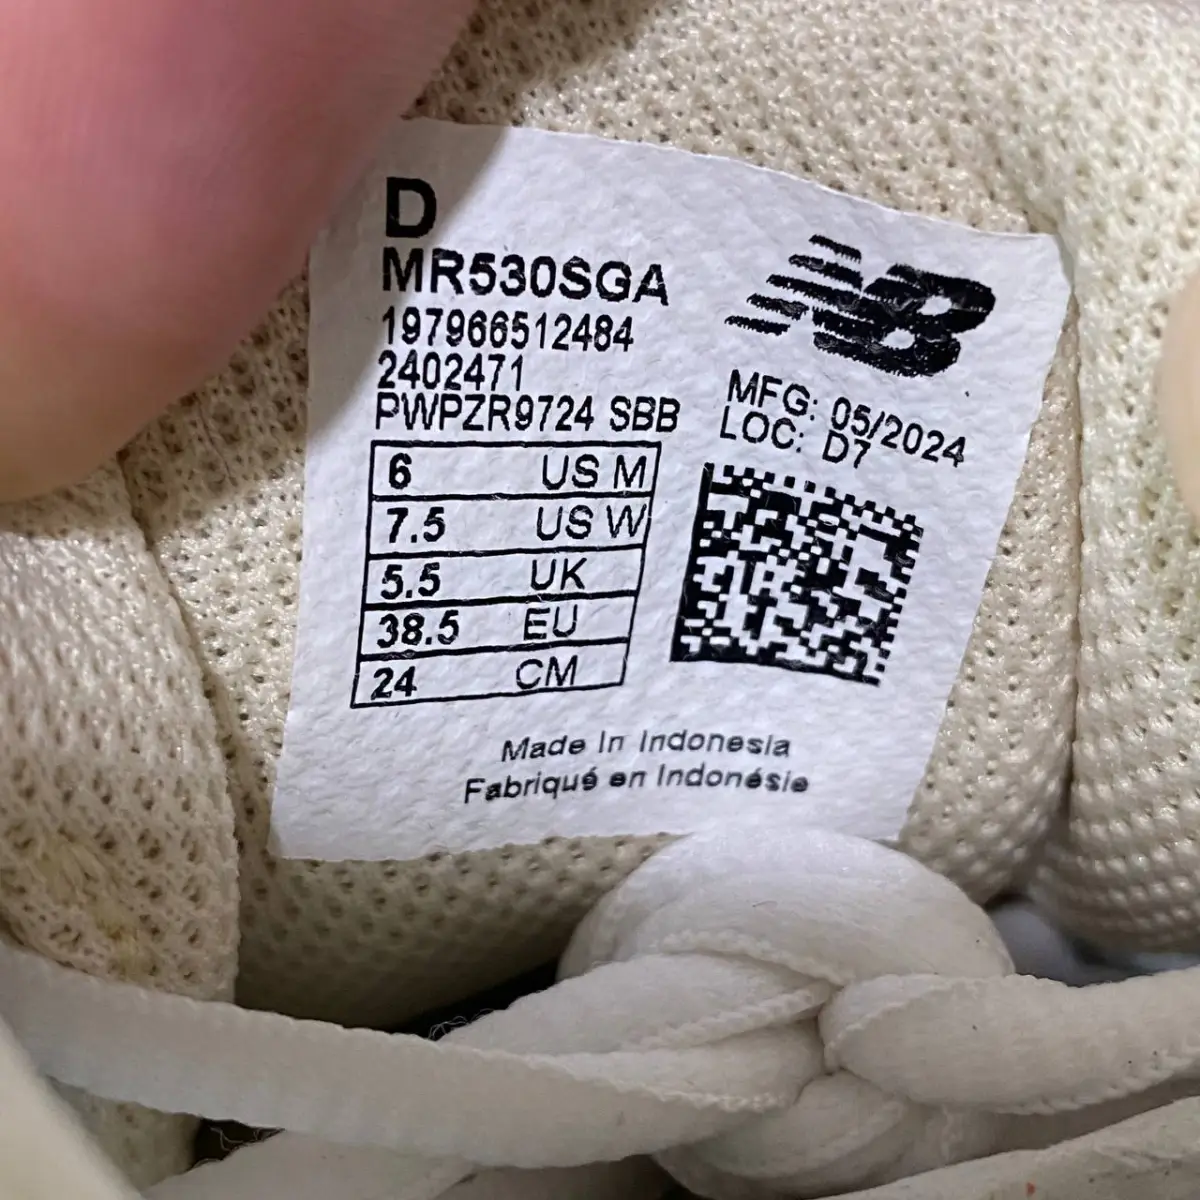 D
MR530SGA
197966512484
2402471
PWPZR9724 SBB
NB
MFG: 05/2024
LOC: D7
6 US M
7.5 US W
5.5 UK
38.5 EU
24 CM
Made In Indonesia
Fabriqué en Indonésie